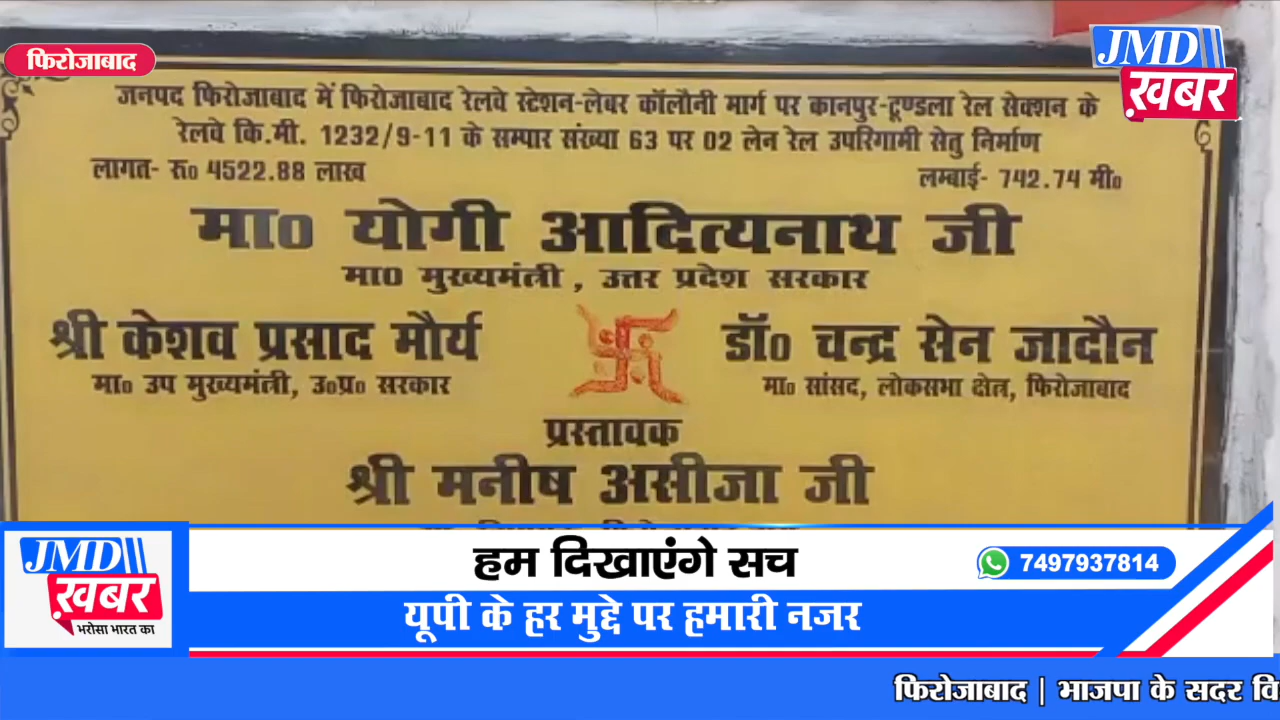 फिरोजाबाद
JMD
ख़बर
जनपद फिरोजाबाद में फिरोजाबाद रेलवे स्टेशन-लेबर कॉलौनी मार्ग पर कानपुर-टूण्डला रेल सेक्शन के
रेलवे कि.मी. 1232/9-11 के सम्पार संख्या 63 पर 02 लेन रेल उपरिगामी सेतु निर्माण
लागत- रू० 4522.88 लाख
लम्बाई- 742.74 मी०
मा० योगी आदित्यनाथ जी
मा० मुख्यमंत्री, उत्तर प्रदेश सरकार
श्री केशव प्रसाद मौर्य
डॉ० चन्द्र सेन जादौन
मा० उप मुख्यमंत्री, उ०प्र० सरकार
मा० सांसद, लोकसभा क्षेत्र, फिरोजाबाद
प्रस्तावक
श्री मनीष असीजा जी
JMD
ख़बर
भरोसा भारत का
हम दिखाएंगे सच
7497937814
यूपी के हर मुद्दे पर हमारी नजर
फिरोजाबाद | भाजपा के सदर वि